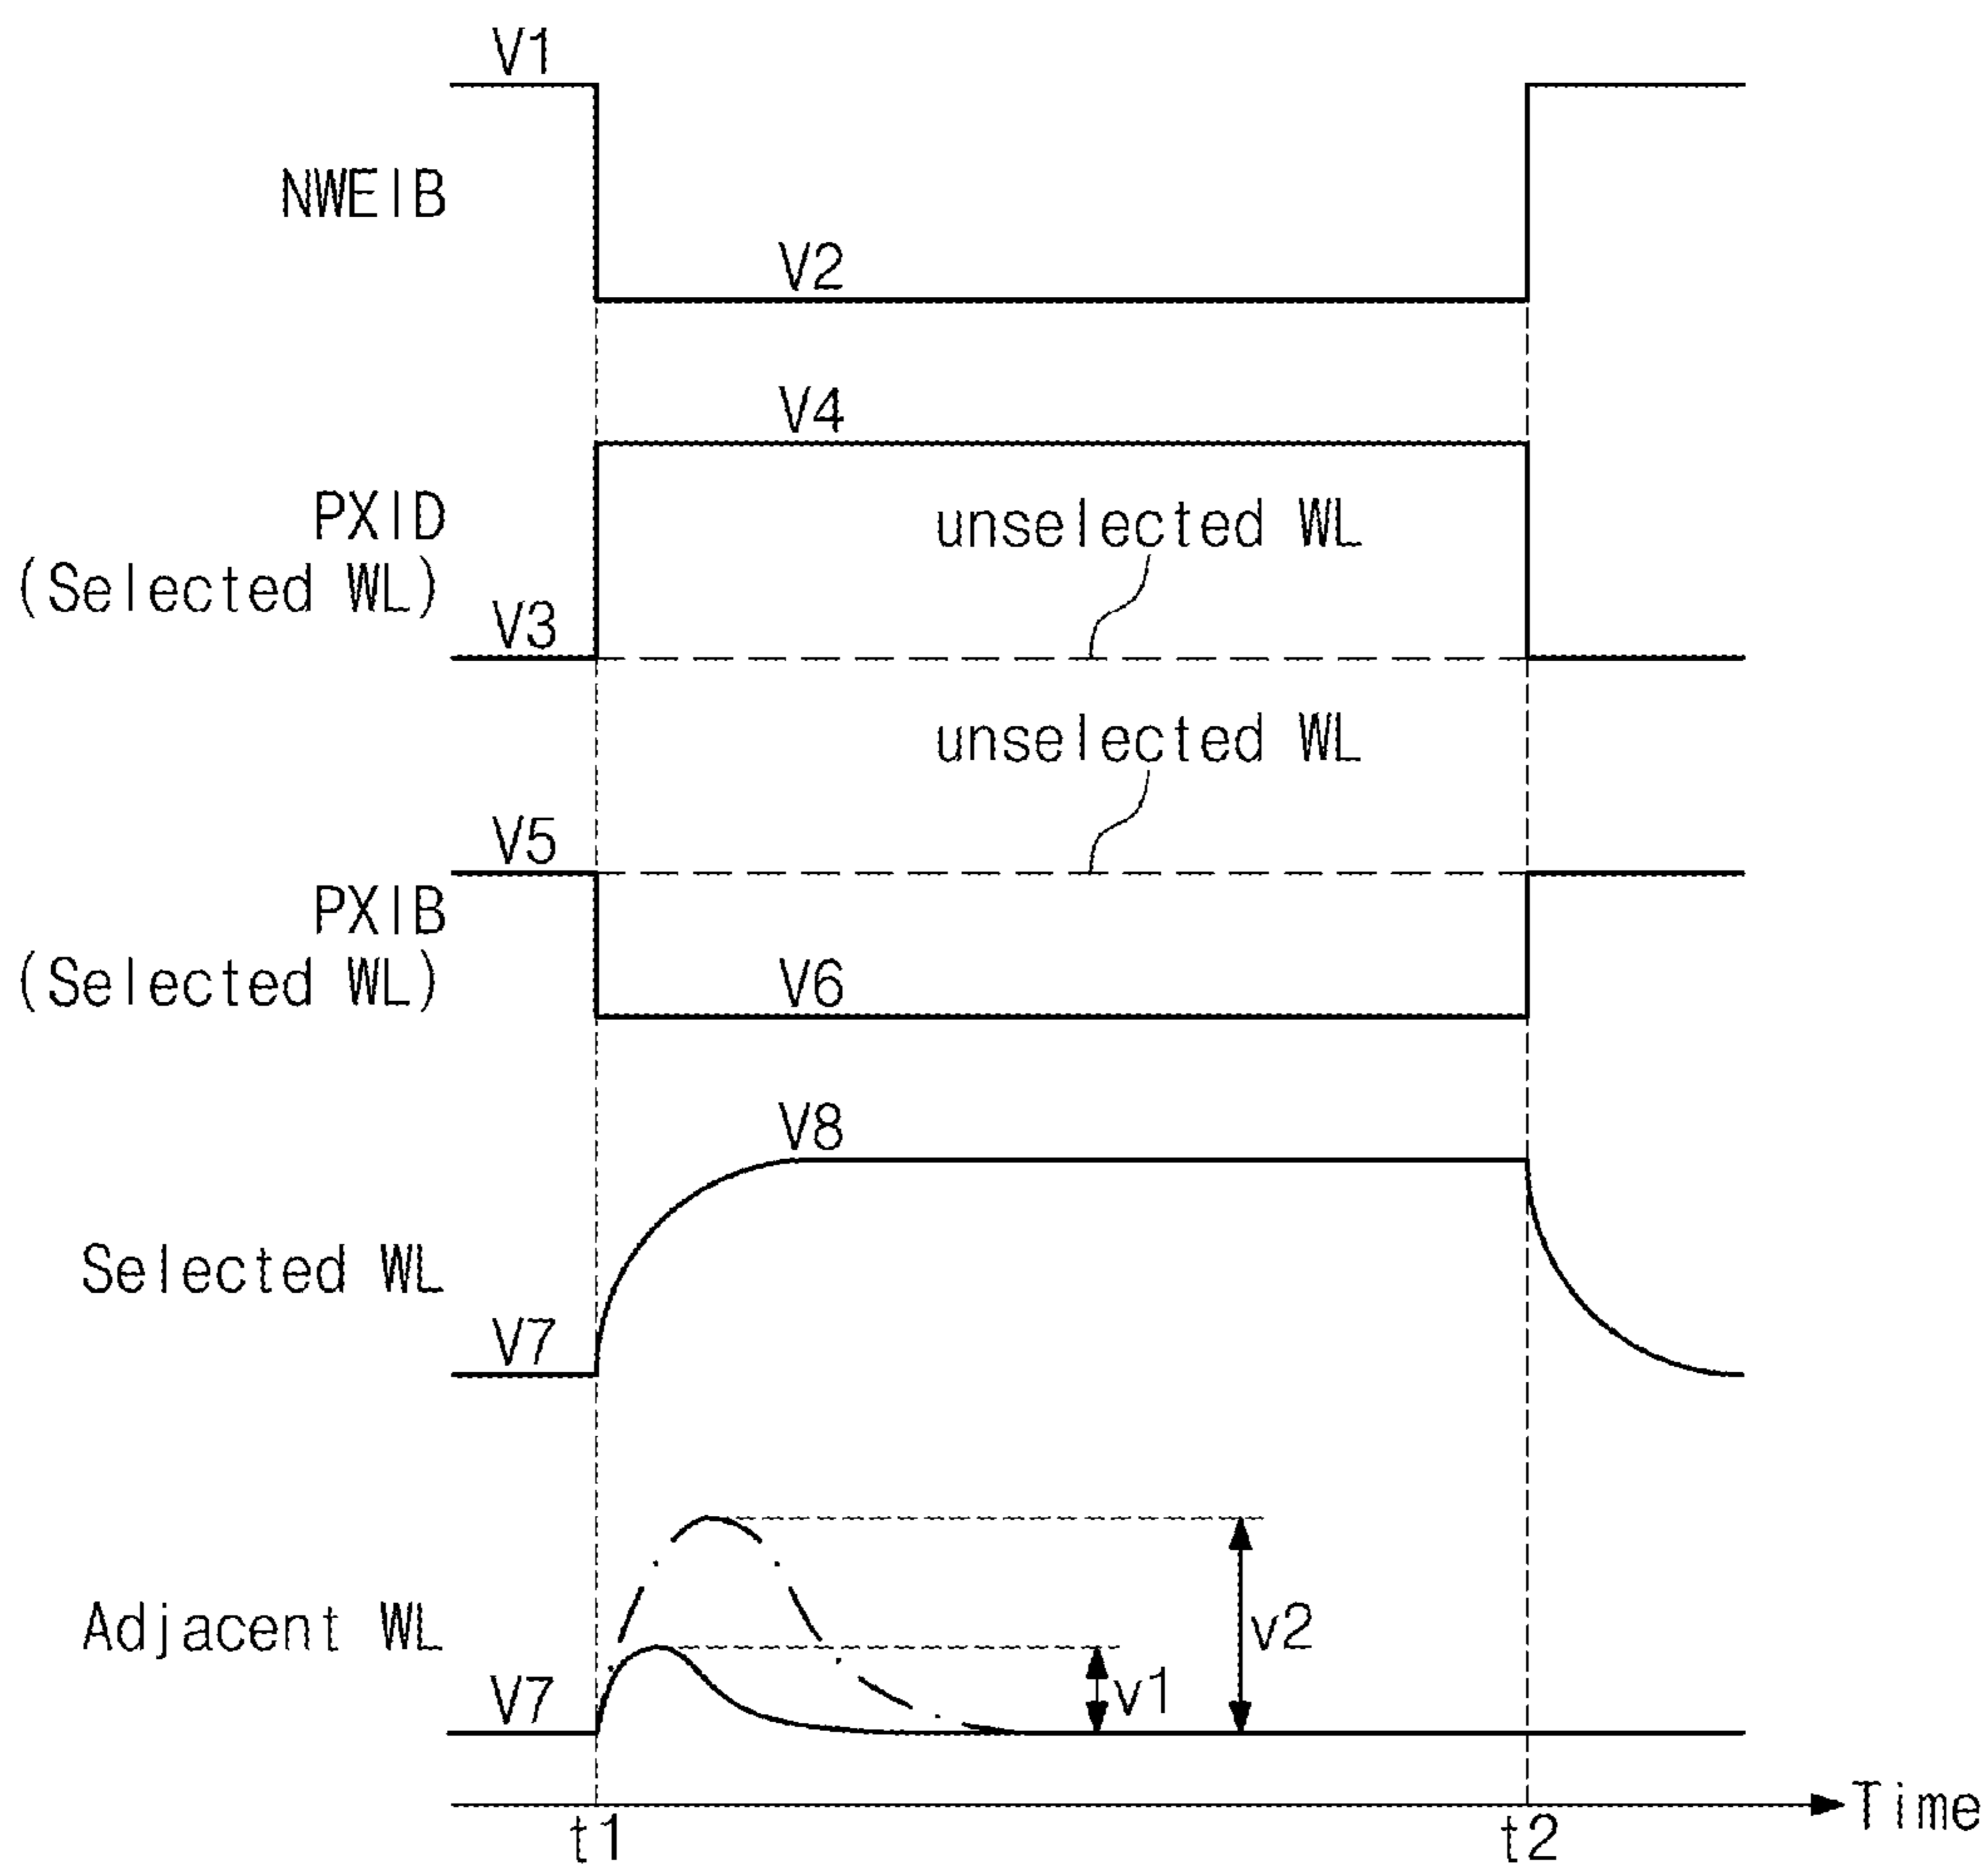 V1
NWEIB
V2
V4
PXID
(Selected WL)
unselected WL
V3
unselected WL
V5
PXIB
(Selected WL)
V6
V8
Selected WL
V7
Adjacent WL
v2
v1
V7
t1
t2
Time